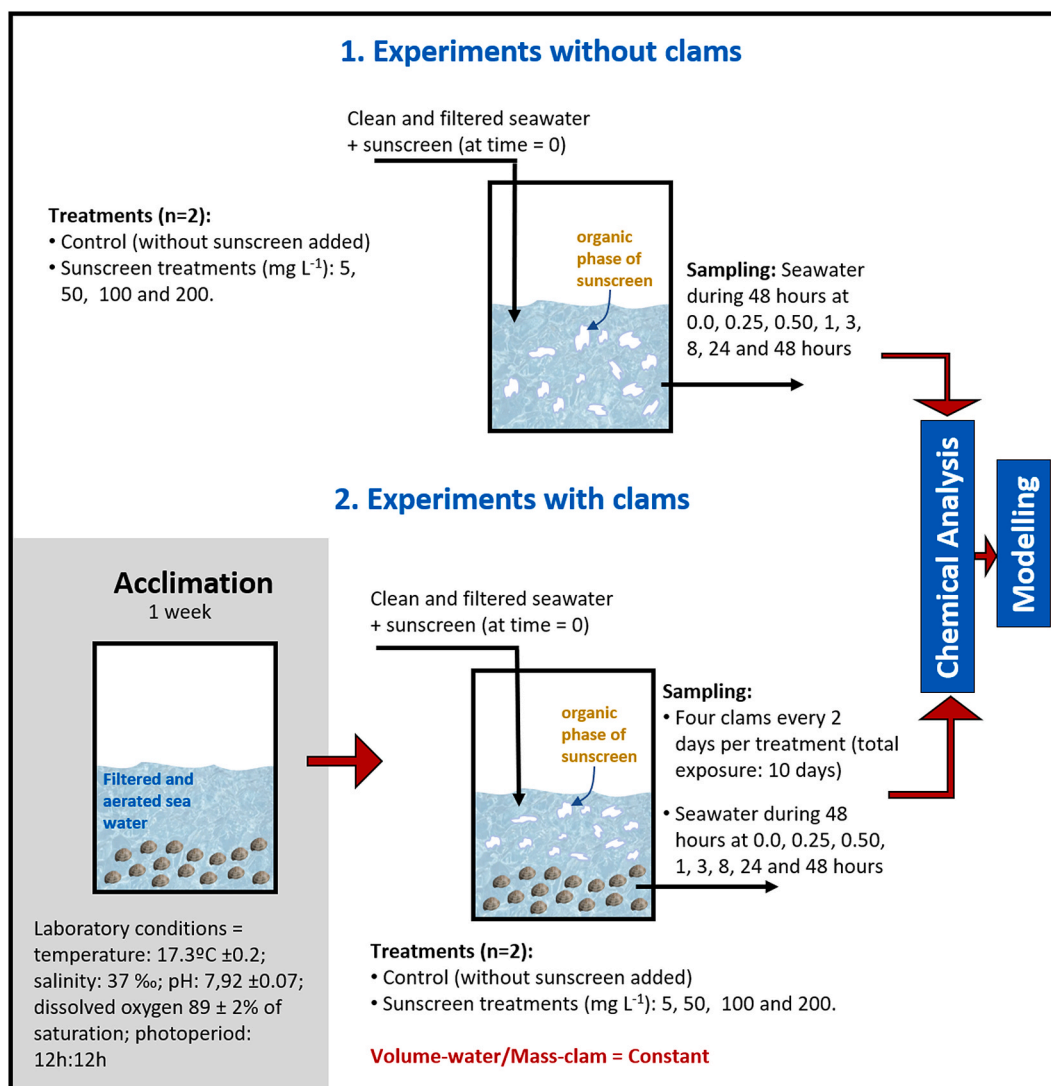 1. Experiments without clams
Clean and filtered seawater
+ sunscreen (at time = 0)
Treatments (n=2):
• Control (without sunscreen added)
• Sunscreen treatments (mg L⁻¹): 5,
50, 100 and 200.
organic
phase of
sunscreen
Sampling: Seawater
during 48 hours at
0.0, 0.25, 0.50, 1, 3,
8, 24 and 48 hours
Chemical Analysis
Modelling
2. Experiments with clams
Acclimation
1 week
Filtered and
aerated sea
water
Laboratory conditions =
temperature: 17.3ºC ±0.2;
salinity: 37 ‰; pH: 7,92 ±0.07;
dissolved oxygen 89 ± 2% of
saturation; photoperiod:
12h:12h
Clean and filtered seawater
+ sunscreen (at time = 0)
organic
phase of
sunscreen
Sampling:
• Four clams every 2
days per treatment (total
exposure: 10 days)
• Seawater during 48
hours at 0.0, 0.25, 0.50,
1, 3, 8, 24 and 48 hours
Treatments (n=2):
• Control (without sunscreen added)
• Sunscreen treatments (mg L⁻¹): 5, 50, 100 and 200.
Volume-water/Mass-clam = Constant